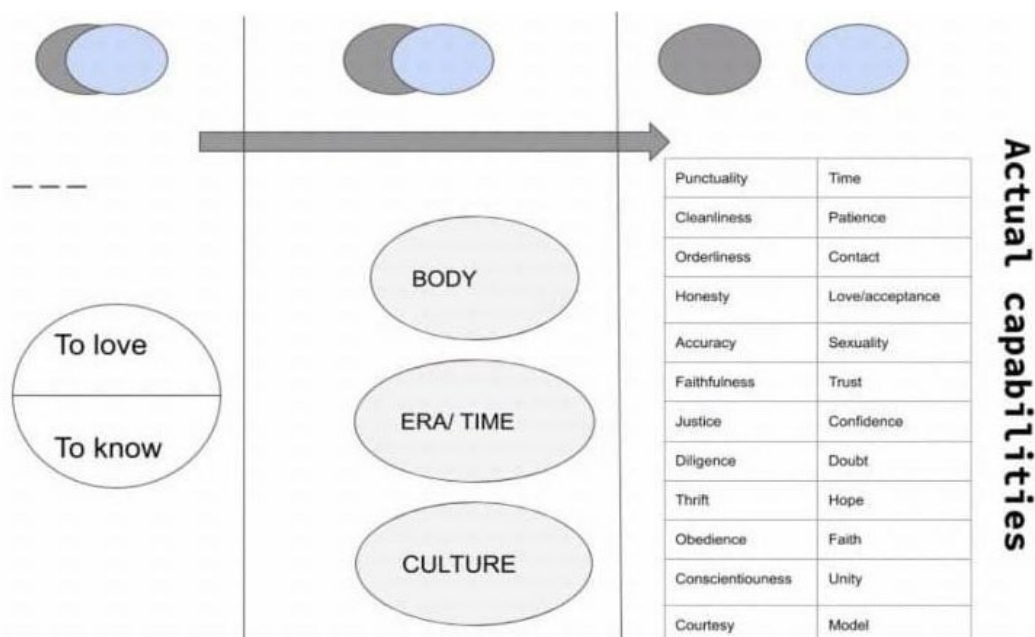 To love
To know
BODY
ERA/ TIME
CULTURE
Punctuality Time
Cleanliness Patience
Orderliness Contact
Honesty Love/acceptance
Accuracy Sexuality
Faithfulness Trust
Justice Confidence
Diligence Doubt
Thrift Hope
Obedience Faith
Conscientiouness Unity
Courtesy Model
Actual capabilities